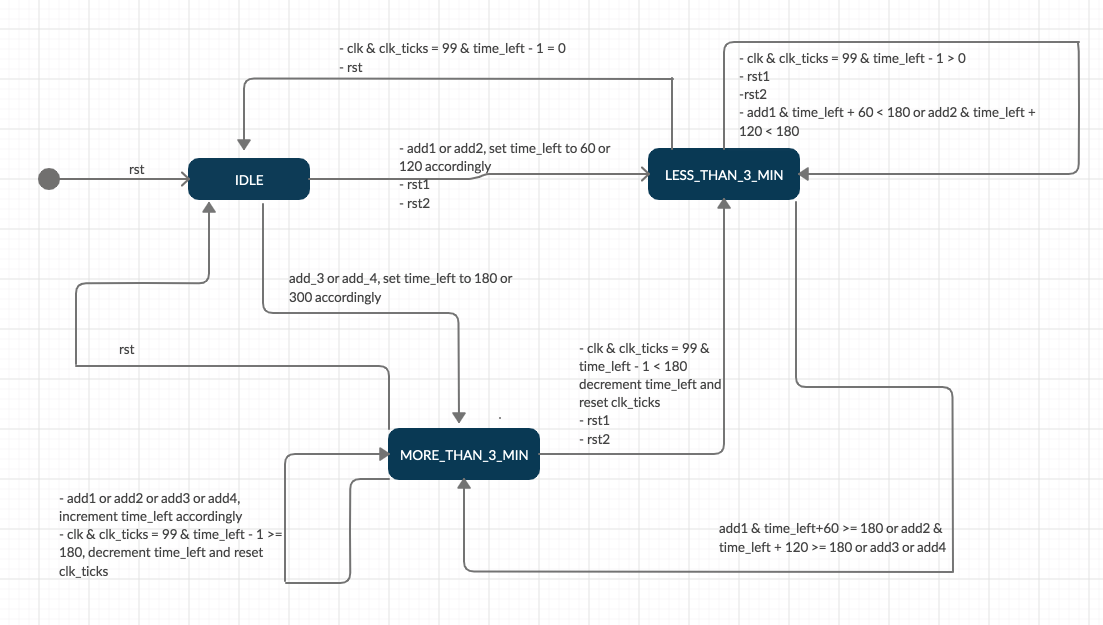 - clk & clk_ticks = 99 & time_left - 1 = 0
- rst
- clk & clk_ticks = 99 & time_left - 1 > 0
- rst1
-rst2
- add1 & time_left + 60 < 180 or add2 & time_left +
120 < 180
rst
IDLE
- add1 or add2, set time_left to 60 or
120 accordingly
- rst1
- rst2
LESS_THAN_3_MIN
add_3 or add_4, set time_left to 180 or
300 accordingly
rst
- clk & clk_ticks = 99 &
time_left - 1 < 180
decrement time_left and
reset clk_ticks
- rst1
- rst2
MORE_THAN_3_MIN
- add1 or add2 or add3 or add4,
increment time_left accordingly
- clk & clk_ticks = 99 & time_left - 1 >=
180, decrement time_left and reset
clk_ticks
add1 & time_left+60 >= 180 or add2 &
time_left + 120 >= 180 or add3 or add4